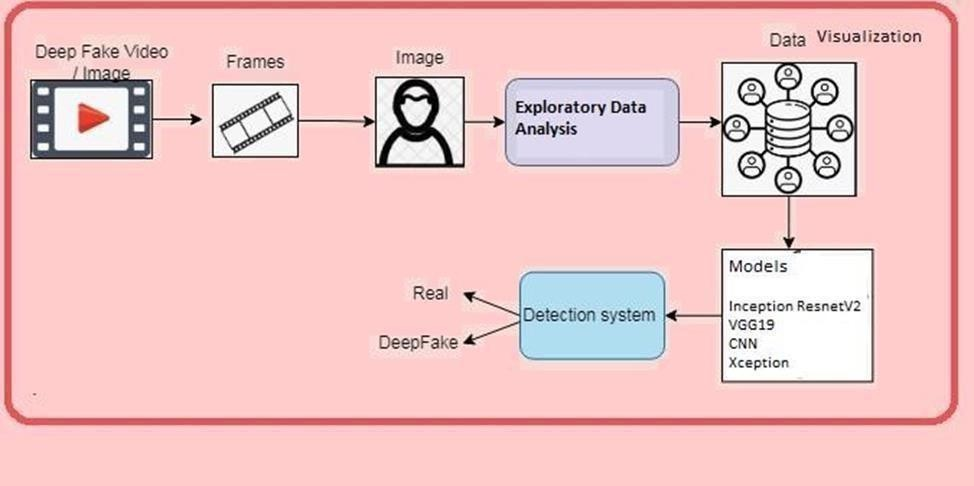 Deep Fake Video
/ Image
Frames
Image
Exploratory Data
Analysis
Data Visualization
Models
Inception ResnetV2
VGG19
CNN
Xception
Detection system
Real
DeepFake